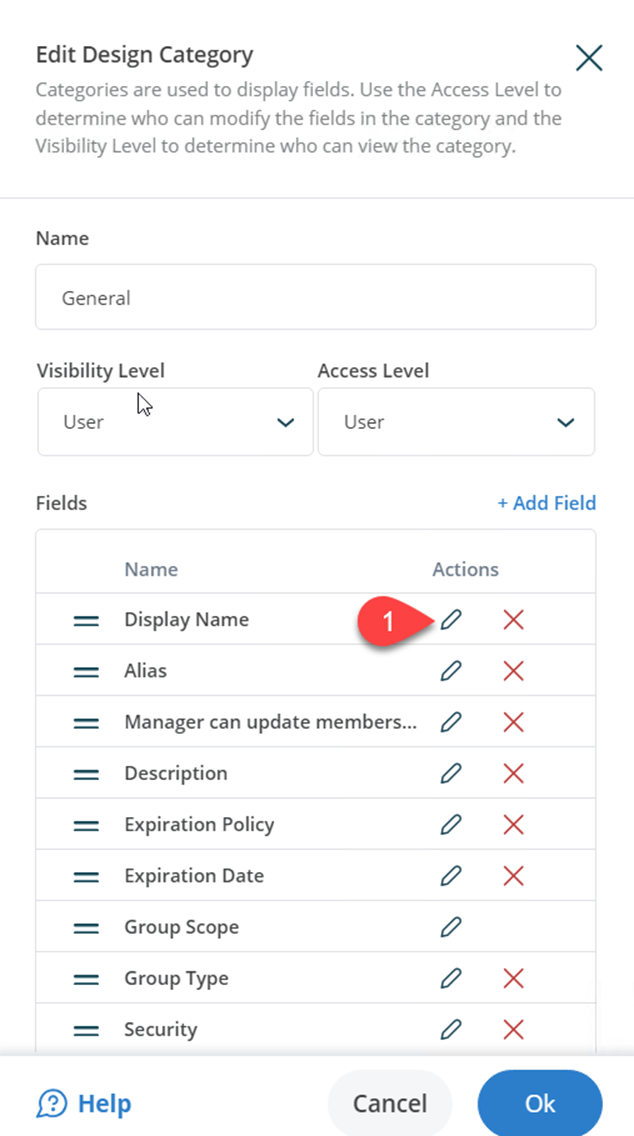 Edit Design Category
Categories are used to display fields. Use the Access Level to
determine who can modify the fields in the category and the
Visibility Level to determine who can view the category.
Name
General
Visibility Level Access Level
User User
Fields + Add Field
Name Actions
Display Name 1
Alias
Manager can update members...
Description
Expiration Policy
Expiration Date
Group Scope
Group Type
Security
Help Cancel Ok